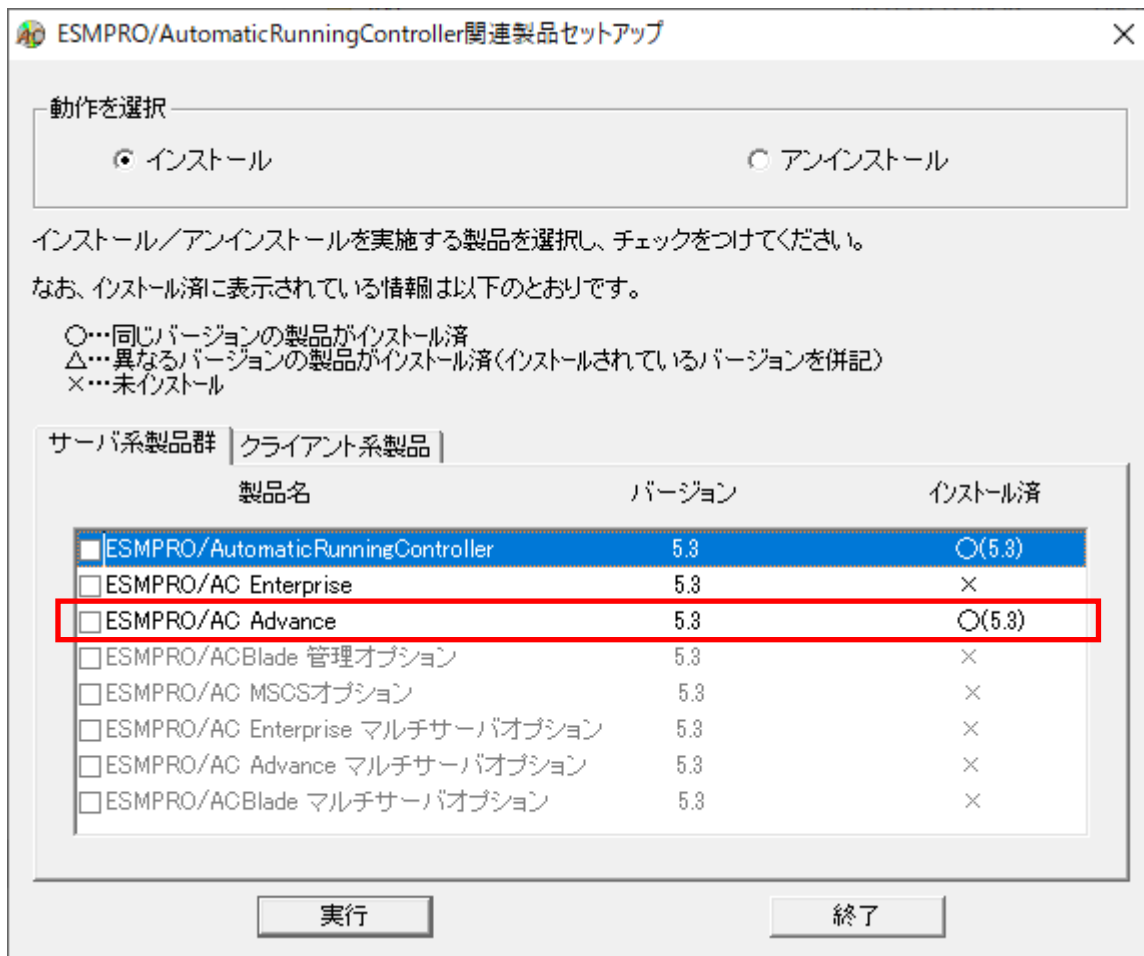 ESMPRO/AutomaticRunningController関連製品セットアップ
動作を選択
インストール アンインストール
インストール／アンインストールを実施する製品を選択し、チェックをつけてください。
なお、インストール済に表示されている情報は以下のとおりです。
○…同じバージョンの製品がインストール済
△…異なるバージョンの製品がインストール済(インストールされているバージョンを併記)
×…未インストール
サーバ系製品群 クライアント系製品
製品名 バージョン インストール済
ESMPRO/AutomaticRunningController 5.3 ○(5.3)
ESMPRO/AC Enterprise 5.3 ×
ESMPRO/AC Advance 5.3 ○(5.3)
ESMPRO/ACBlade 管理オプション 5.3 ×
ESMPRO/AC MSCSオプション 5.3 ×
ESMPRO/AC Enterprise マルチサーバオプション 5.3 ×
ESMPRO/AC Advance マルチサーバオプション 5.3 ×
ESMPRO/ACBlade マルチサーバオプション 5.3 ×
実行 終了